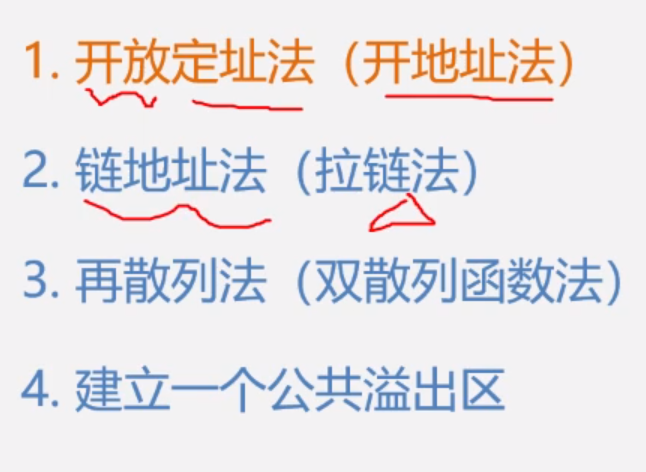 1. 开放定址法（开地址法）
2. 链地址法（拉链法）
3. 再散列法（双散列函数法）
4. 建立一个公共溢出区